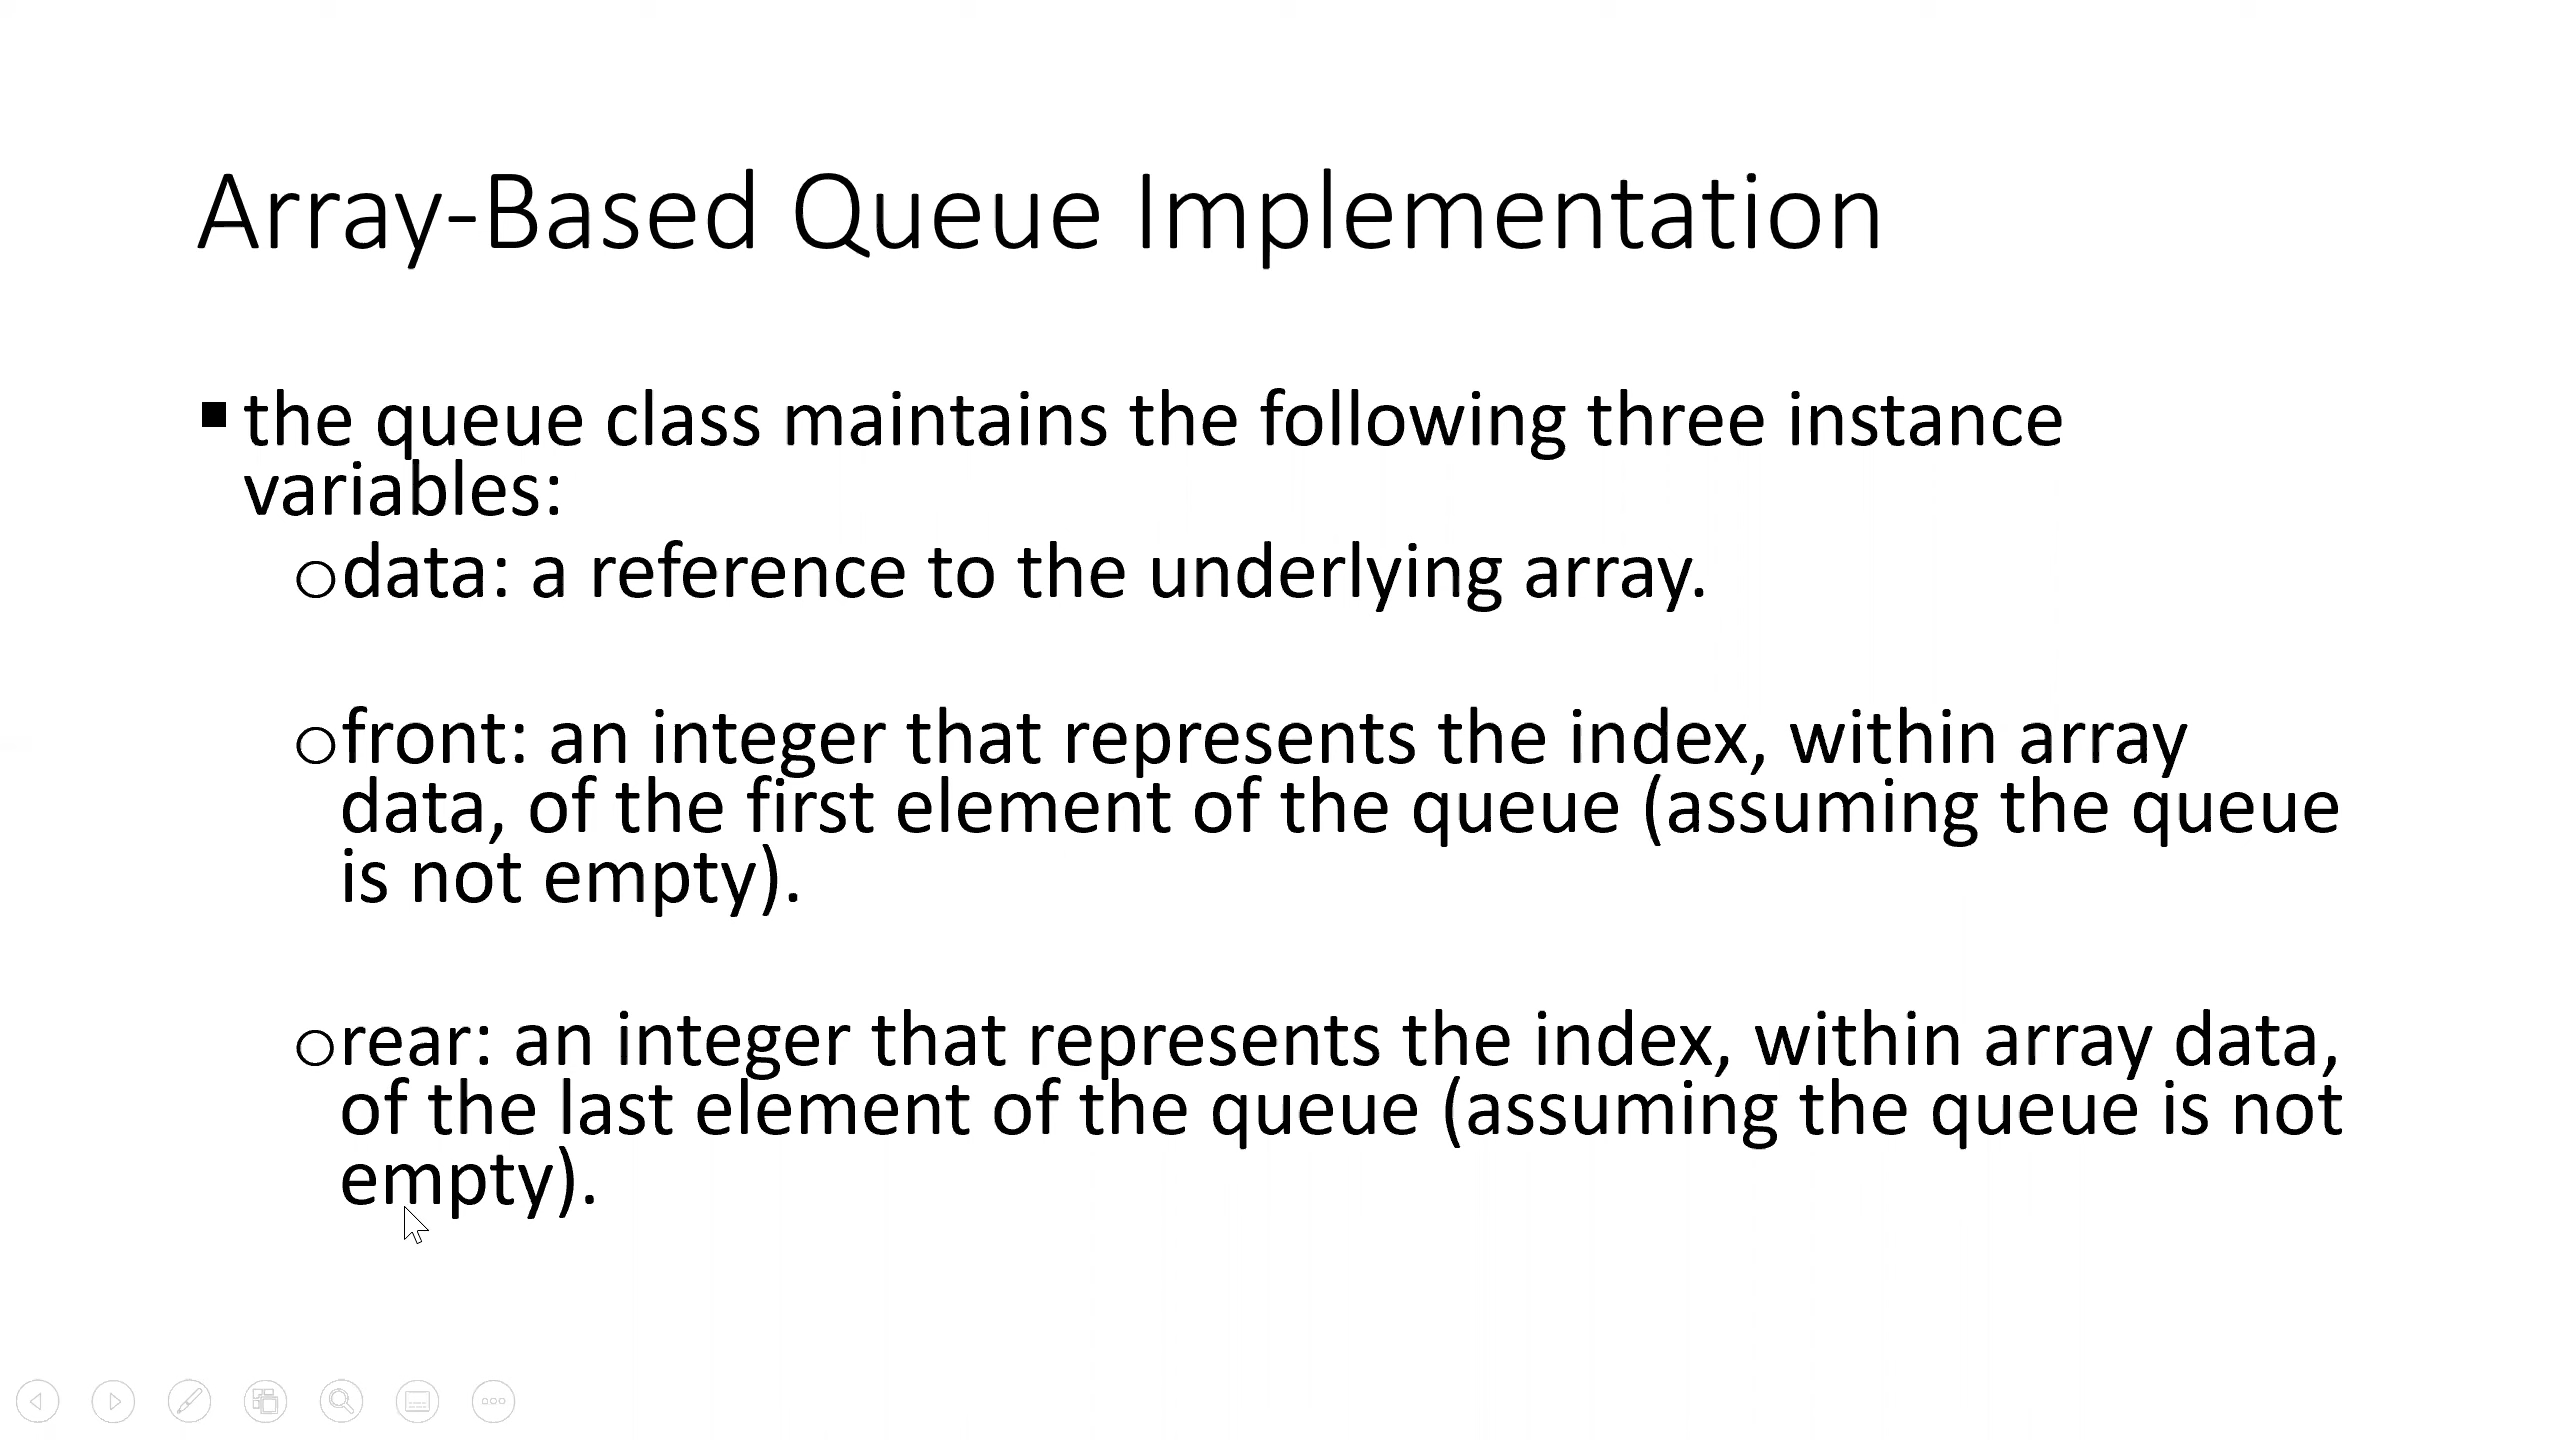 Array-Based Queue Implementation
▪ the queue class maintains the following three instance
variables:
o data: a reference to the underlying array.
o front: an integer that represents the index, within array
data, of the first element of the queue (assuming the queue
is not empty).
o rear: an integer that represents the index, within array data,
of the last element of the queue (assuming the queue is not
empty).